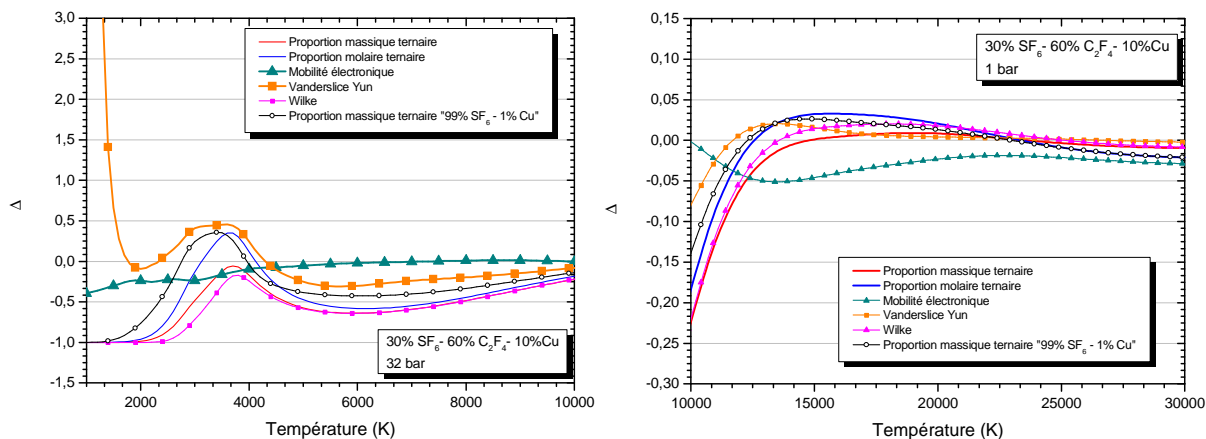 3,0
2,5
2,0
1,5
1,0
0,5
0,0
-0,5
-1,0
-1,5
Δ
Proportion massique ternaire
Proportion molaire ternaire
Mobilité électronique
Vanderslice Yun
Wilke
Proportion massique ternaire "99% SF6 - 1% Cu"
30% SF6- 60% C2F4- 10%Cu
32 bar
2000 4000 6000 8000 10000
Température (K)
0,15
0,10
0,05
0,00
-0,05
-0,10
-0,15
-0,20
-0,25
-0,30
Δ
30% SF6- 60% C2F4- 10%Cu
1 bar
Proportion massique ternaire
Proportion molaire ternaire
Mobilité électronique
Vanderslice Yun
Wilke
Proportion massique ternaire "99% SF6 - 1% Cu"
10000 15000 20000 25000 30000
Température (K)